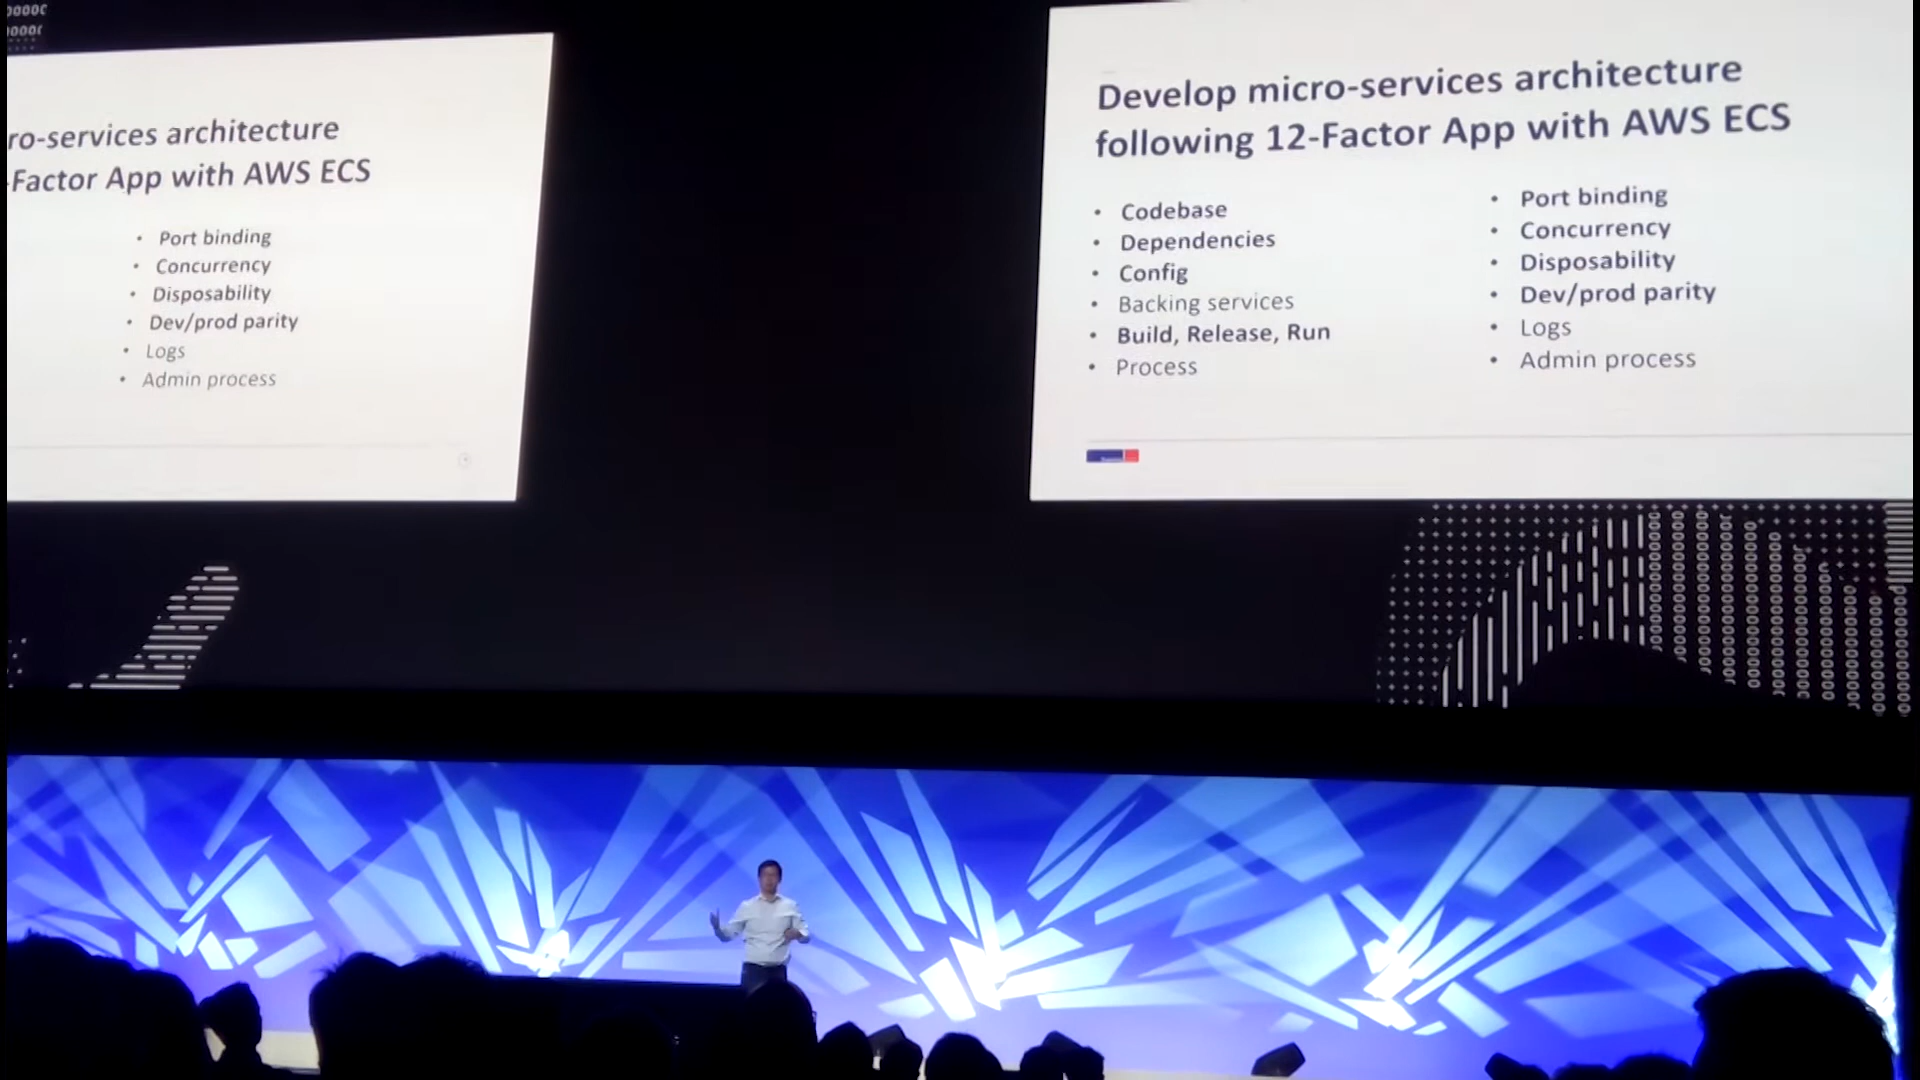 ro-services architecture
-Factor App with AWS ECS
• Port binding
• Concurrency
• Disposability
• Dev/prod parity
• Logs
• Admin process
Develop micro-services architecture
following 12-Factor App with AWS ECS
• Codebase
• Dependencies
• Config
• Backing services
• Build, Release, Run
• Process
• Port binding
• Concurrency
• Disposability
• Dev/prod parity
• Logs
• Admin process